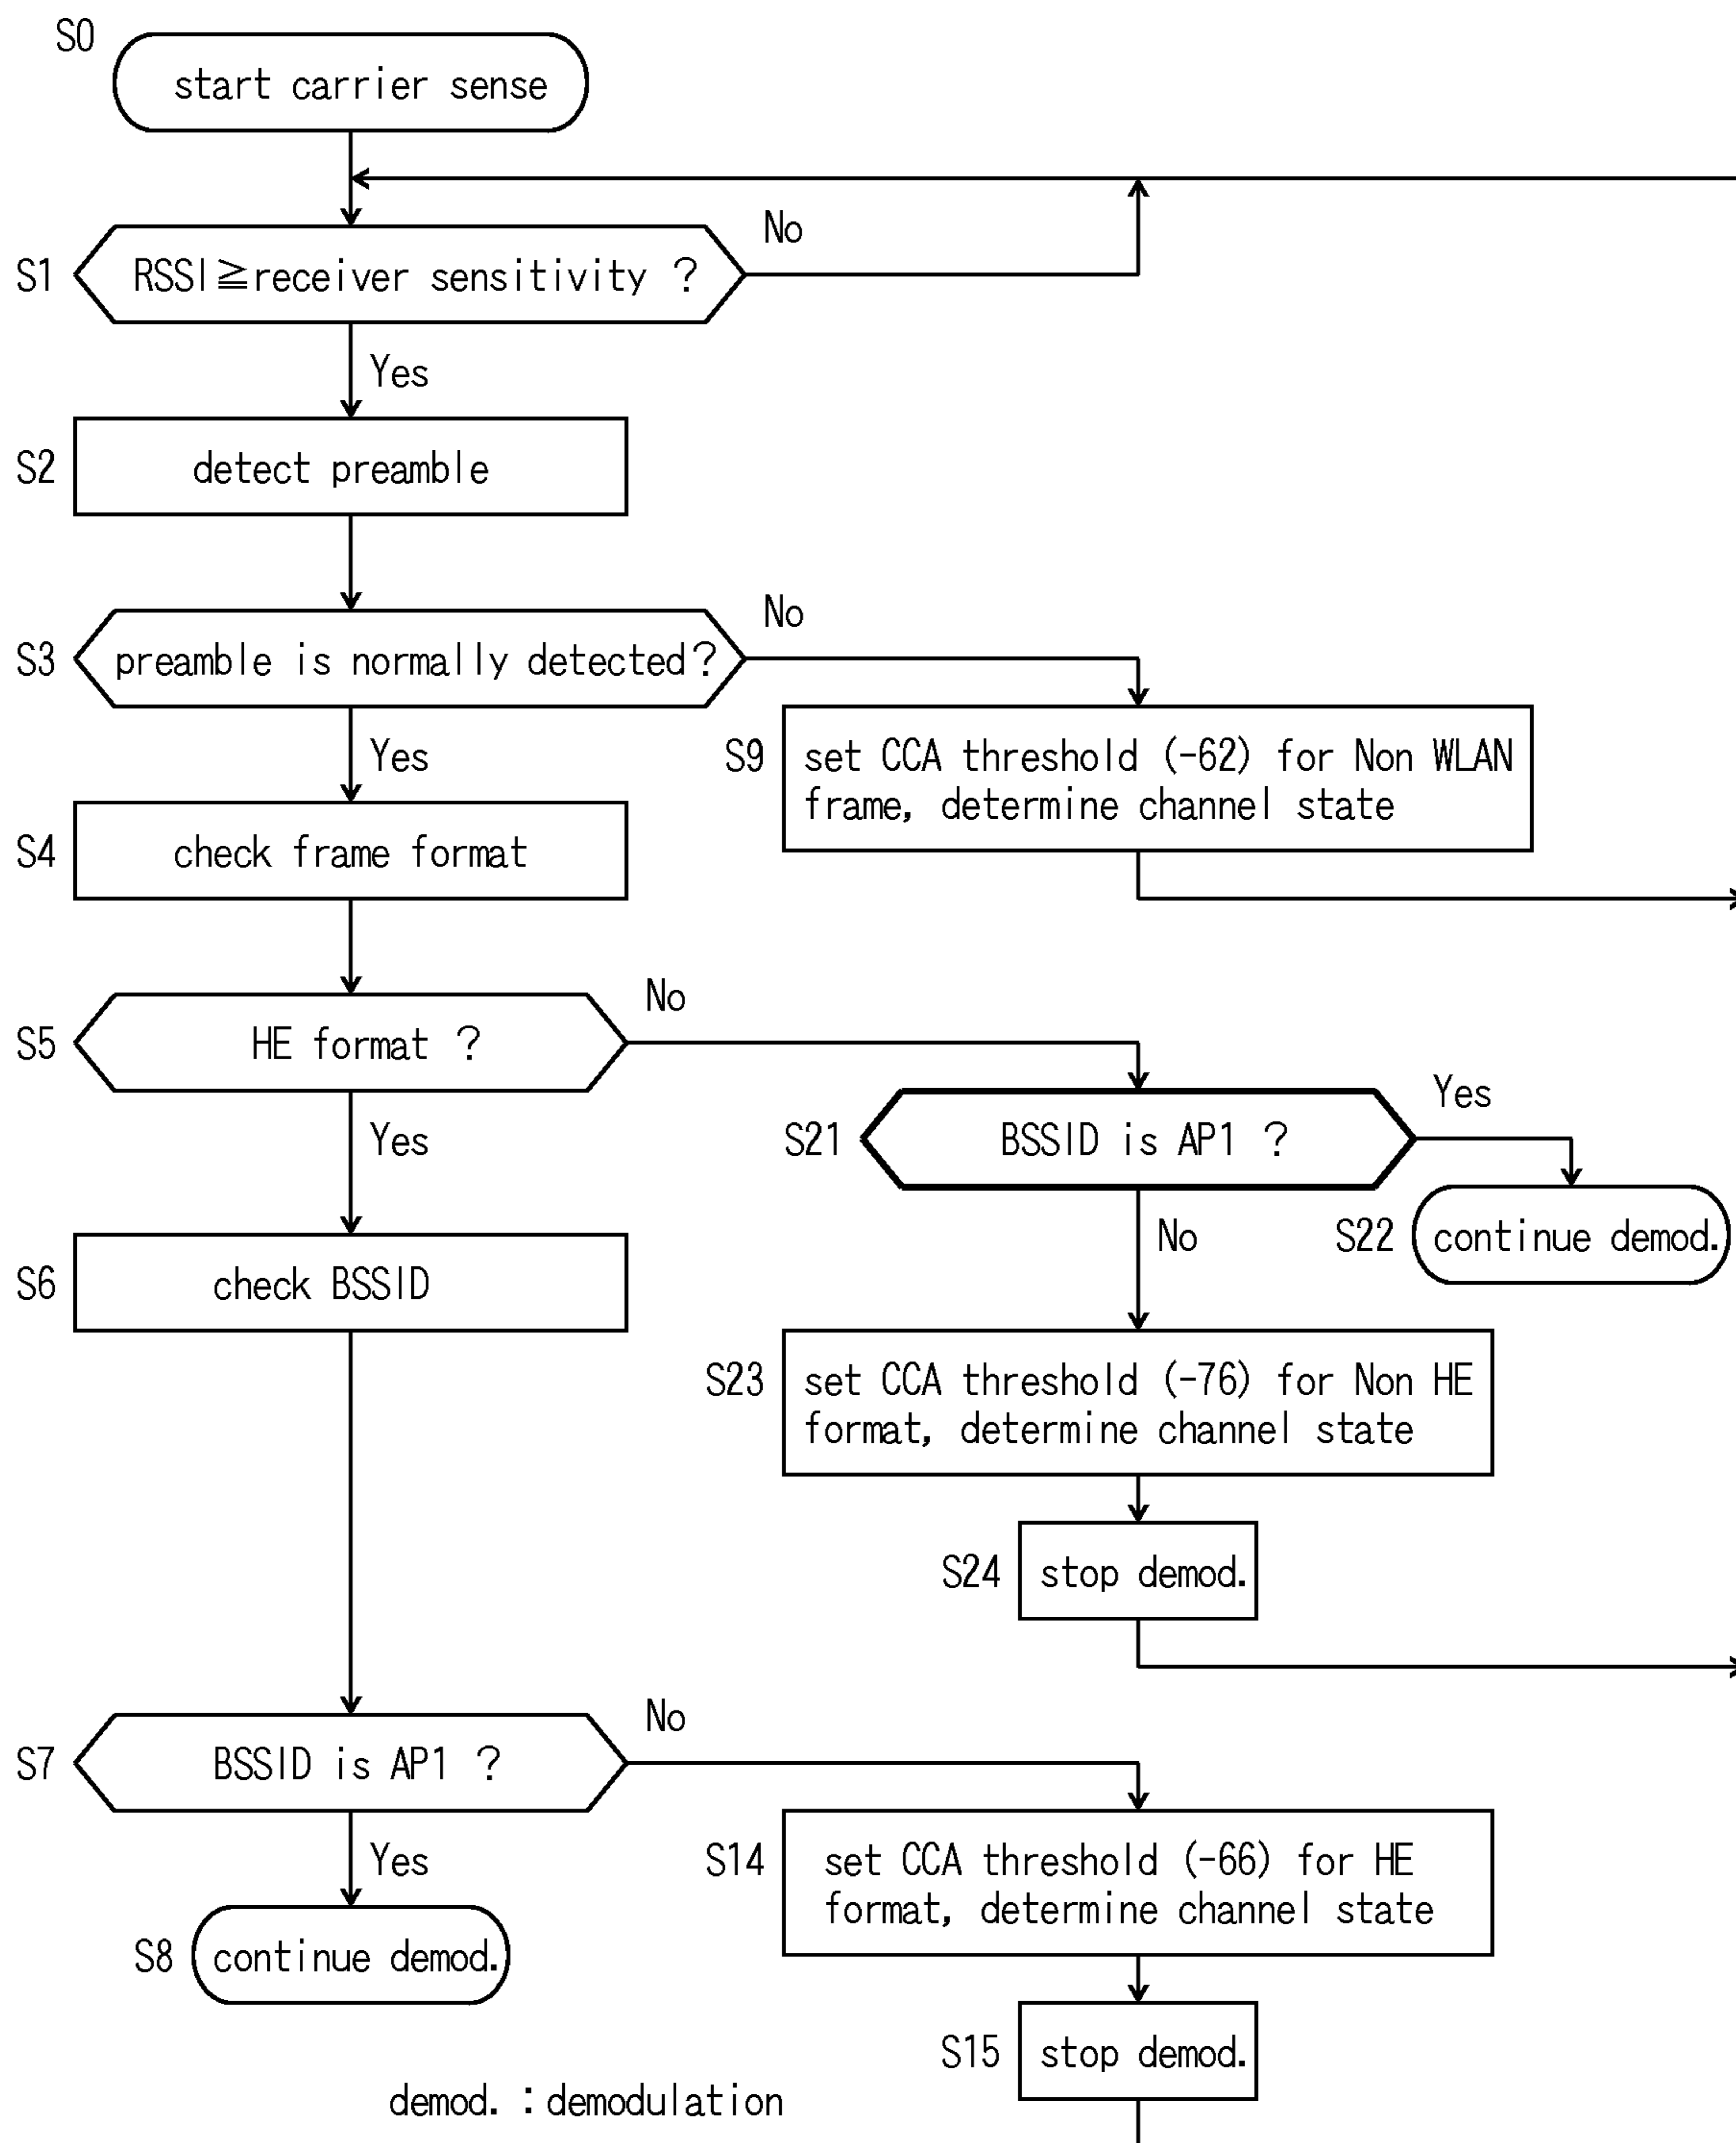 S0
start carrier sense
S1
RSSI≧receiver sensitivity ?
No
Yes
S2
detect preamble
S3
preamble is normally detected?
No
Yes
S9
set CCA threshold (-62) for Non WLAN
frame, determine channel state
S4
check frame format
S5
HE format ?
No
Yes
S21
BSSID is AP1 ?
Yes
No
S22
continue demod.
S6
check BSSID
S23
set CCA threshold (-76) for Non HE
format, determine channel state
S24
stop demod.
S7
BSSID is AP1 ?
No
Yes
S14
set CCA threshold (-66) for HE
format, determine channel state
S8
continue demod.
S15
stop demod.
demod. : demodulation